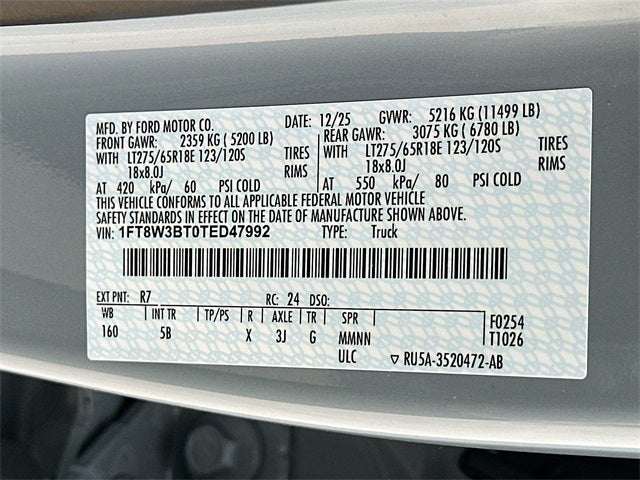 MFD. BY FORD MOTOR CO. DATE: 12/25 GVWR: 5216 KG (11499 LB)
FRONT GAWR: 2359 KG (5200 LB) REAR GAWR: 3075 KG (6780 LB)
WITH LT275/65R18E 123/120S TIRES WITH LT275/65R18E 123/120S TIRES
18x8.0J RIMS 18x8.0J RIMS
AT 420 kPa/ 60 PSI COLD AT 550 kPa/ 80 PSI COLD
THIS VEHICLE CONFORMS TO ALL APPLICABLE FEDERAL MOTOR VEHICLE
SAFETY STANDARDS IN EFFECT ON THE DATE OF MANUFACTURE SHOWN ABOVE.
VIN: 1FT8W3BT0TED47992 TYPE: Truck
EXT PNT: R7 RC: 24 DSO:
WB INT TR TP/PS R AXLE TR SPR F0254
160 5B X 3J G MMNN T1026
ULC ▽ RU5A-3520472-AB